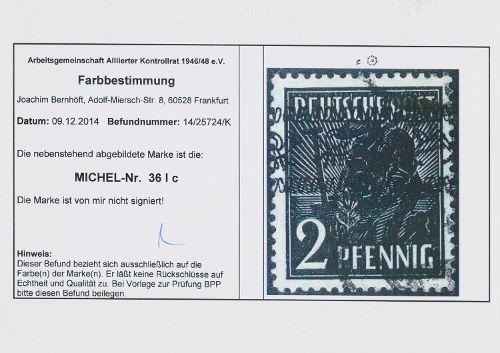 Arbeitsgemeinschaft Alliierter Kontrollrat 1946/48 e.V.
Farbbestimmung
Joachim Bernhöft, Adolf-Miersch-Str. 8, 60528 Frankfurt
Datum: 09.12.2014 Befundnummer: 14/25724/K
Die nebenstehend abgebildete Marke ist die:
MICHEL-Nr. 36 I c
Die Marke ist von mir nicht signiert!
Hinweis:
Dieser Befund bezieht sich ausschließlich auf die
Farbe(n) der Marke(n). Er läßt keine Rückschlüsse auf
Echtheit und Qualität zu. Bei Vorlage zur Prüfung BPP
bitte diesen Befund beilegen.
DEUTSCHE POST
2 PFENNIG